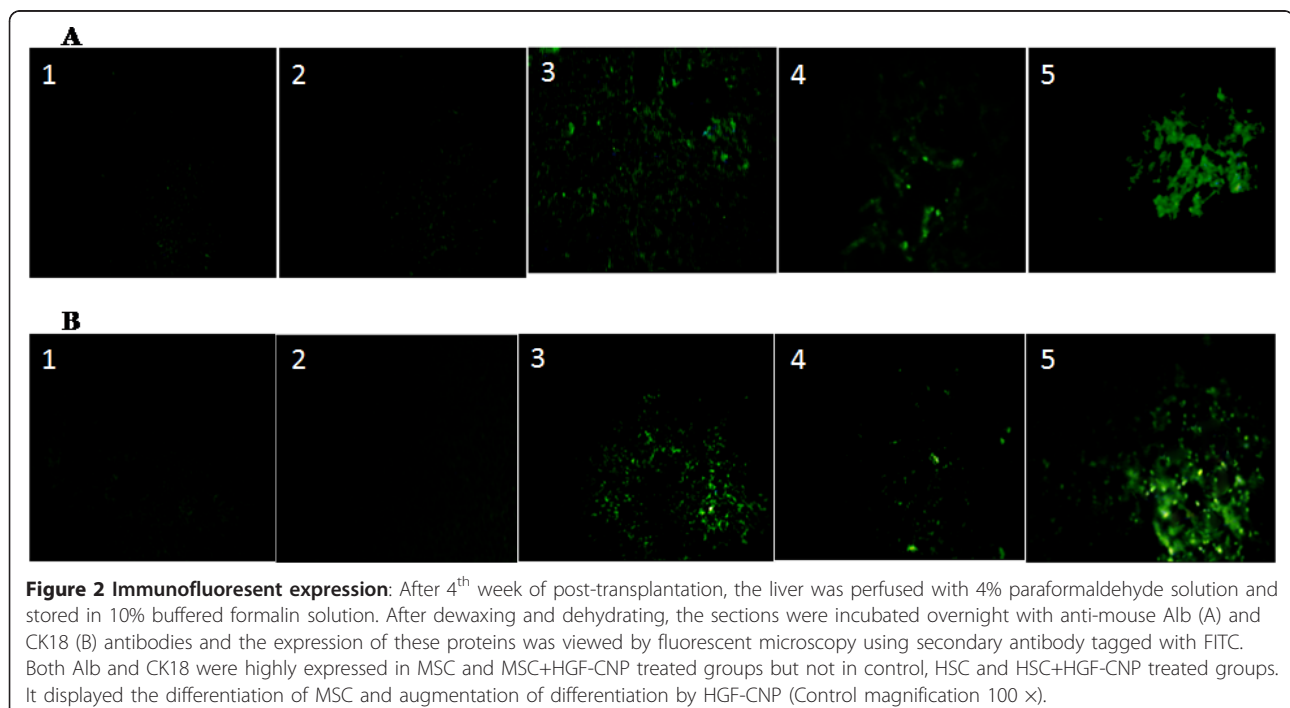 A
1 2 3 4 5
B
1 2 3 4 5
Figure 2 Immunofluoresent expression: After 4th week of post-transplantation, the liver was perfused with 4% paraformaldehyde solution and
stored in 10% buffered formalin solution. After dewaxing and dehydrating, the sections were incubated overnight with anti-mouse Alb (A) and
CK18 (B) antibodies and the expression of these proteins was viewed by fluorescent microscopy using secondary antibody tagged with FITC.
Both Alb and CK18 were highly expressed in MSC and MSC+HGF-CNP treated groups but not in control, HSC and HSC+HGF-CNP treated groups.
It displayed the differentiation of MSC and augmentation of differentiation by HGF-CNP (Control magnification 100 ×).